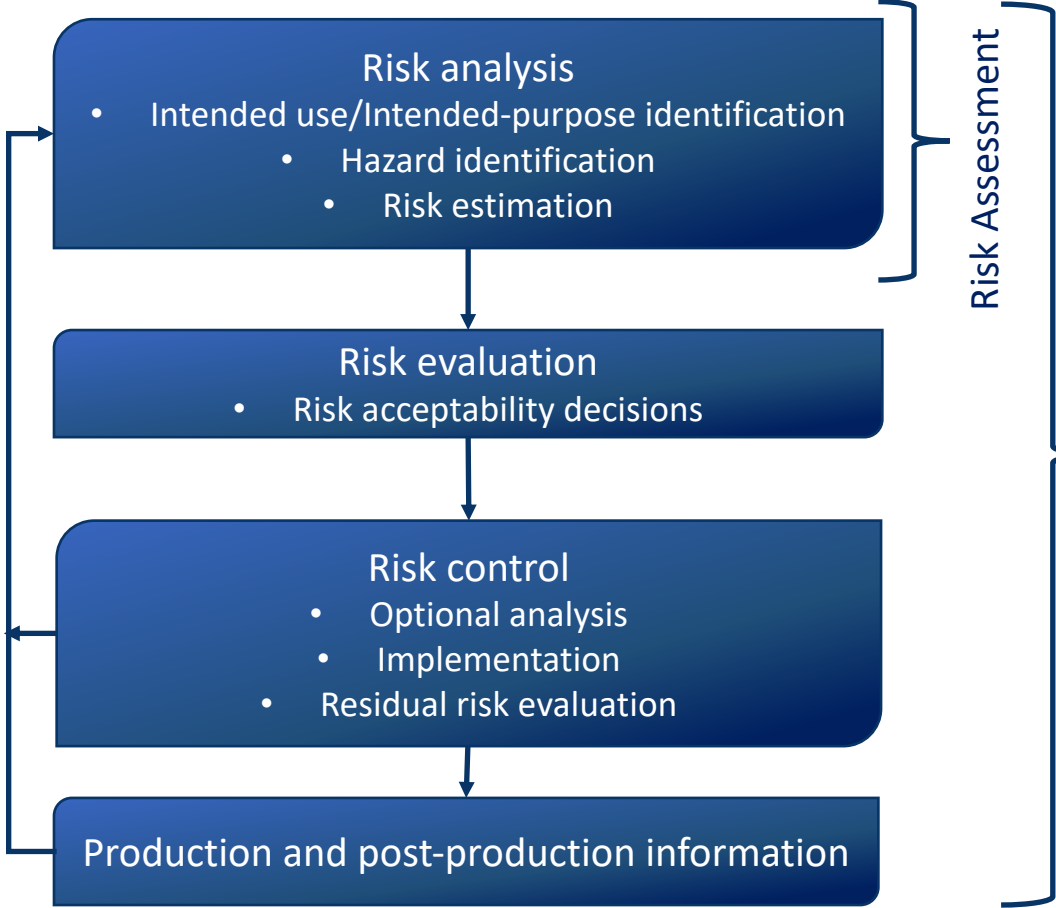 Risk analysis
• Intended use/Intended-purpose identification
• Hazard identification
• Risk estimation
Risk Assessment
Risk evaluation
• Risk acceptability decisions
Risk control
• Optional analysis
• Implementation
• Residual risk evaluation
Production and post-production information